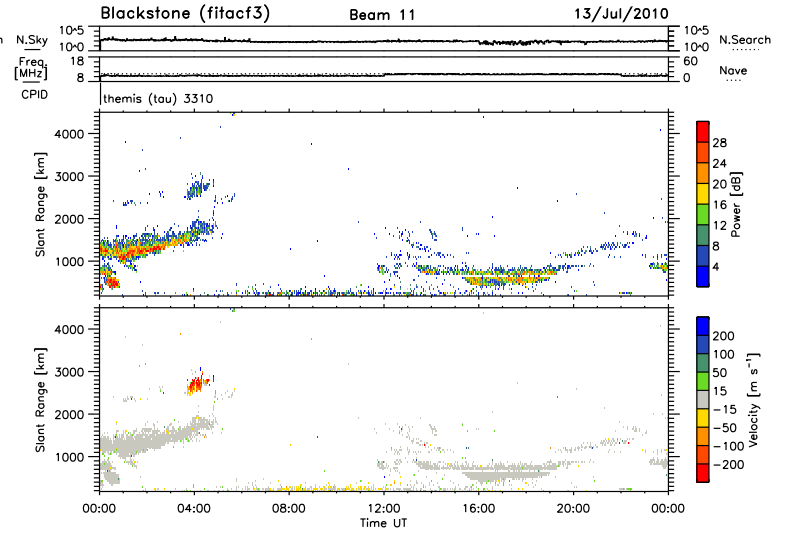 Blackstone (fitacf3) Beam 11 13/Jul/2010
N.Sky 10^5 10^0 10^5 10^0 N.Search
Freq. [MHz] 18 8 60 0 Nave
CPID themis (tau) 3310
Slant Range [km] 4000 3000 2000 1000
28 24 20 16 12 8 4 Power [dB]
Slant Range [km] 4000 3000 2000 1000
200 100 50 15 -15 -50 -100 -200 Velocity [m s⁻¹]
00:00 04:00 08:00 12:00 16:00 20:00 00:00
Time UT